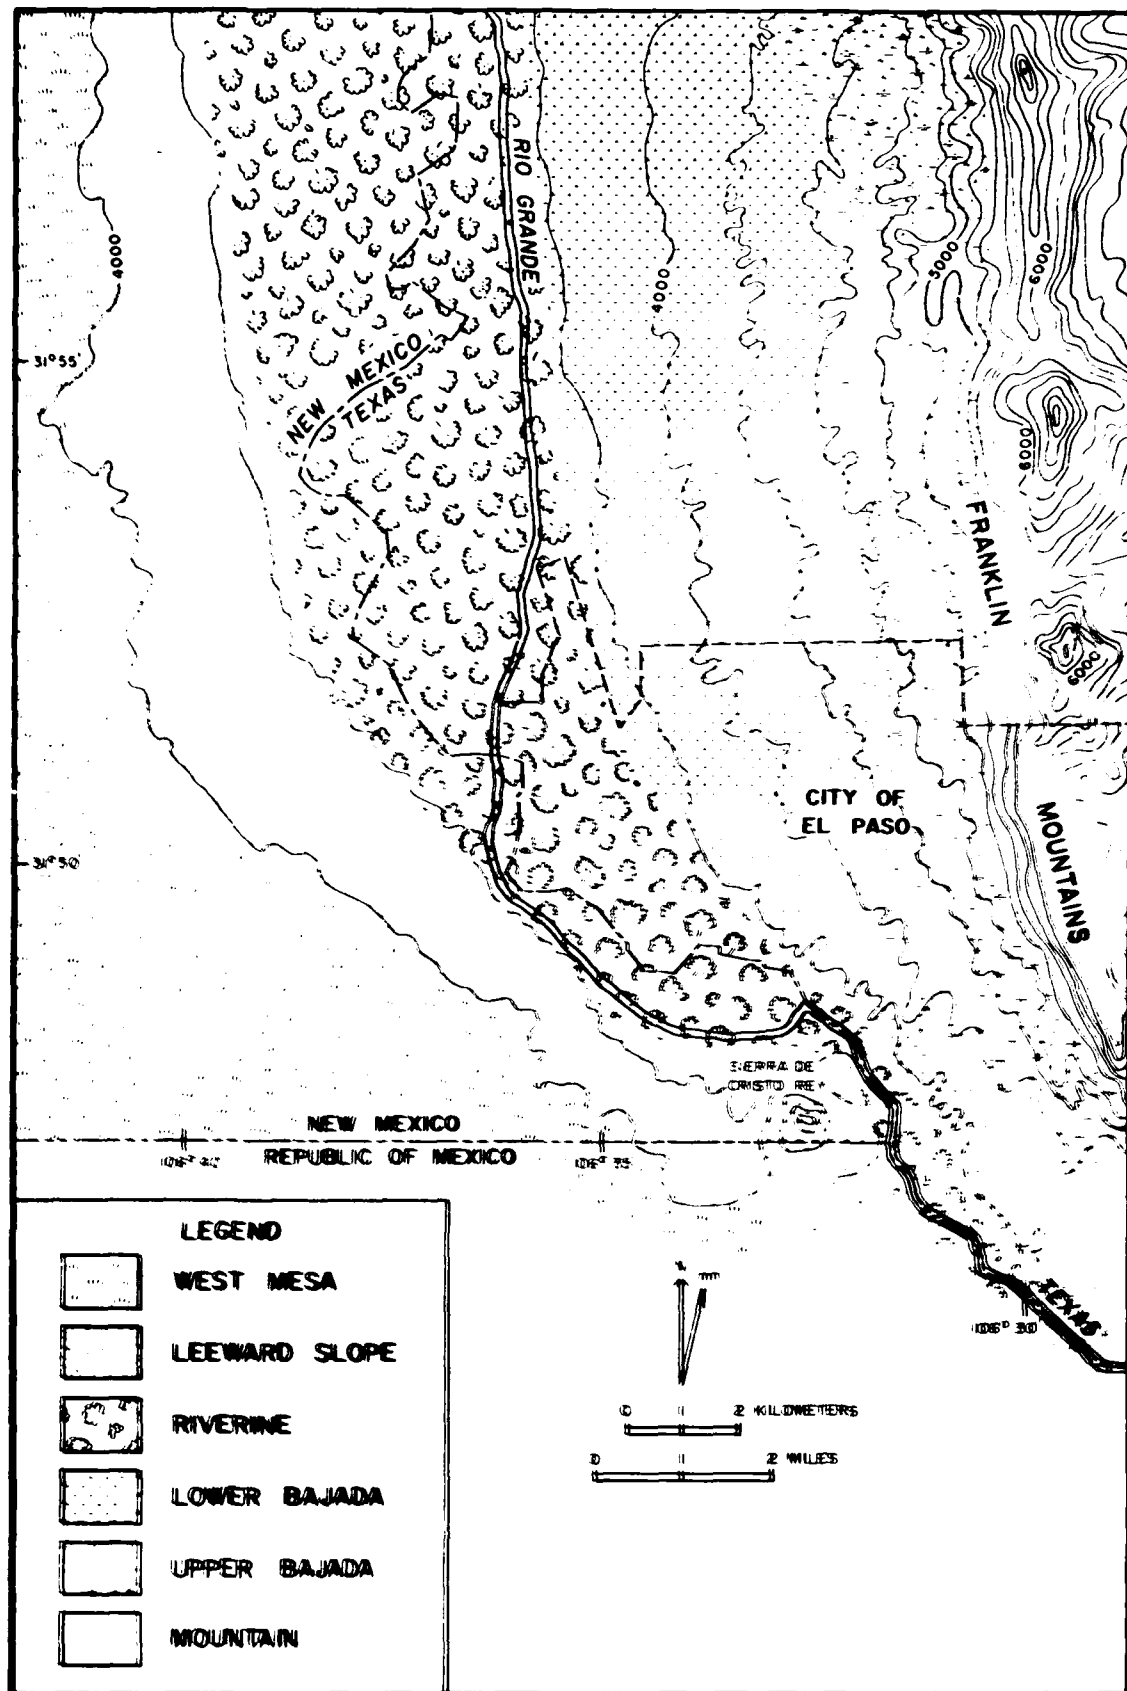 RIO GRANDE
4000
4000
5000
6000
31°55'
NEW MEXICO
TEXAS
6000
FRANKLIN
6000
CITY OF
EL PASO
MOUNTAINS
31°50'
SIERRA DE
CRISTO REY
NEW MEXICO
REPUBLIC OF MEXICO
106° 40'
106° 35
TEXAS
106° 30'
LEGEND
WEST MESA
LEEWARD SLOPE
RIVERINE
LOWER BAJADA
UPPER BAJADA
MOUNTAIN
0 1 2 KILOMETERS
0 1 2 MILES